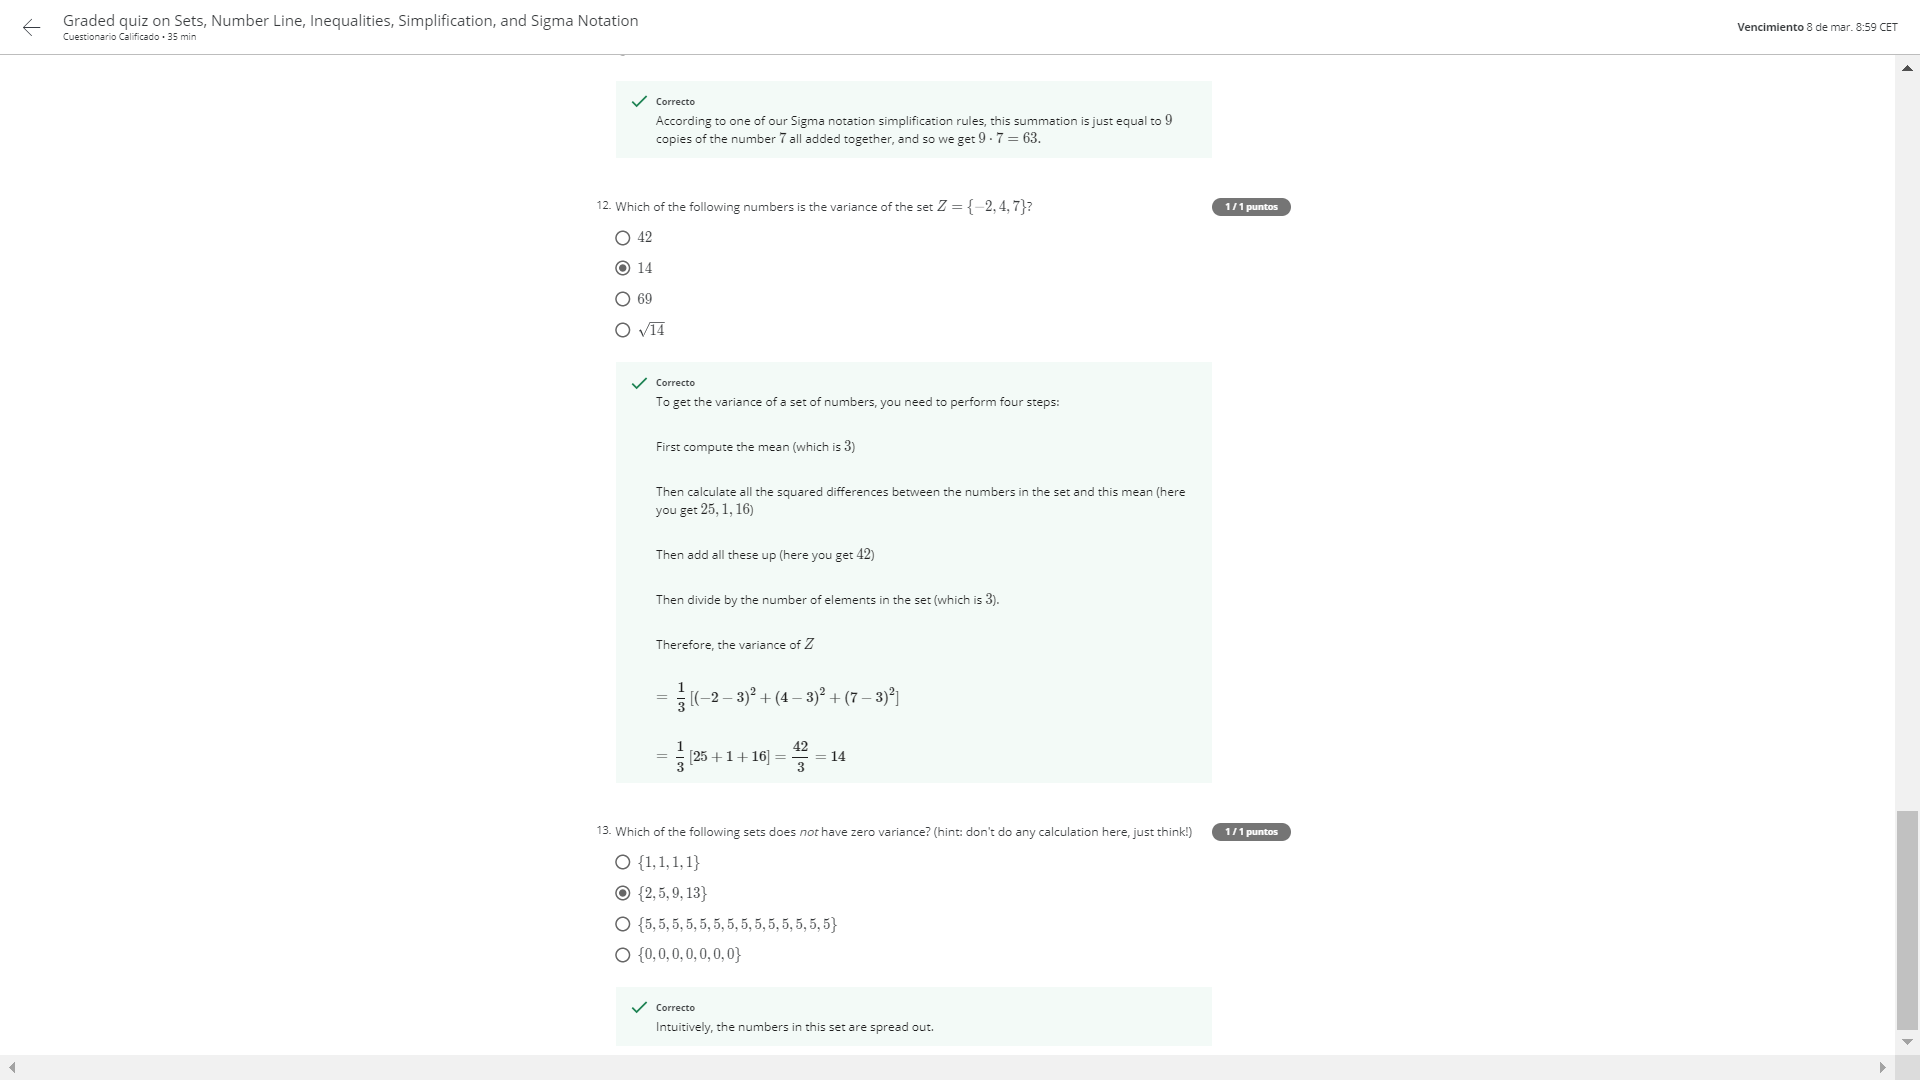 Graded quiz on Sets, Number Line, Inequalities, Simplification, and Sigma Notation
Cuestionario Calificado • 35 min
Vencimiento 8 de mar. 8:59 CET
Correcto
According to one of our Sigma notation simplification rules, this summation is just equal to 9
copies of the number 7 all added together, and so we get 9 · 7 = 63.
12. Which of the following numbers is the variance of the set Z = {−2, 4, 7}?
1 / 1 puntos
42
14
69
√14
Correcto
To get the variance of a set of numbers, you need to perform four steps:
First compute the mean (which is 3)
Then calculate all the squared differences between the numbers in the set and this mean (here
you get 25, 1, 16)
Then add all these up (here you get 42)
Then divide by the number of elements in the set (which is 3).
Therefore, the variance of Z
= 1/3 [(−2 − 3)² + (4 − 3)² + (7 − 3)²]
= 1/3 [25 + 1 + 16] = 42/3 = 14
13. Which of the following sets does not have zero variance? (hint: don't do any calculation here, just think!)
1 / 1 puntos
{1, 1, 1, 1}
{2, 5, 9, 13}
{5, 5, 5, 5, 5, 5, 5, 5, 5, 5, 5, 5, 5, 5}
{0, 0, 0, 0, 0, 0, 0}
Correcto
Intuitively, the numbers in this set are spread out.